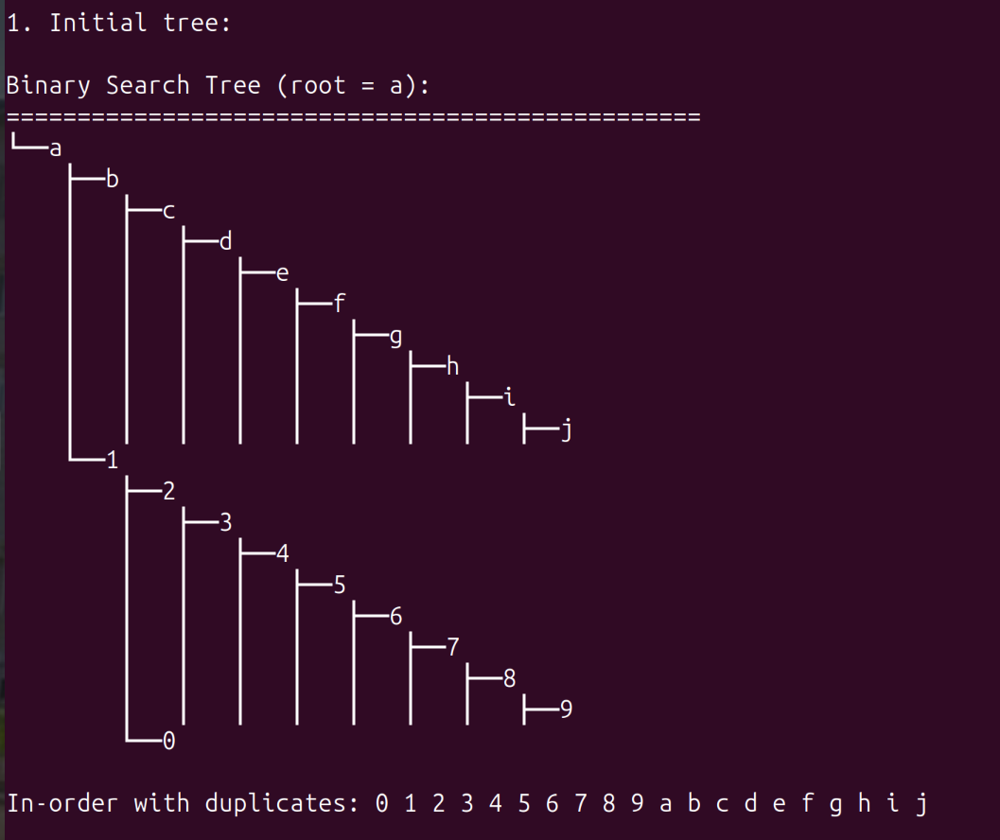 1. Initial tree:
Binary Search Tree (root = a):
=================================================
└──a
    ├──b
    │   ├──c
    │   │   ├──d
    │   │   │   ├──e
    │   │   │   │   ├──f
    │   │   │   │   │   ├──g
    │   │   │   │   │   │   ├──h
    │   │   │   │   │   │   │   ├──i
    │   │   │   │   │   │   │   │   ├──j
    └──1
        ├──2
        │   ├──3
        │   │   ├──4
        │   │   │   ├──5
        │   │   │   │   ├──6
        │   │   │   │   │   ├──7
        │   │   │   │   │   │   ├──8
        │   │   │   │   │   │   │   ├──9
        └──0
In-order with duplicates: 0 1 2 3 4 5 6 7 8 9 a b c d e f g h i j